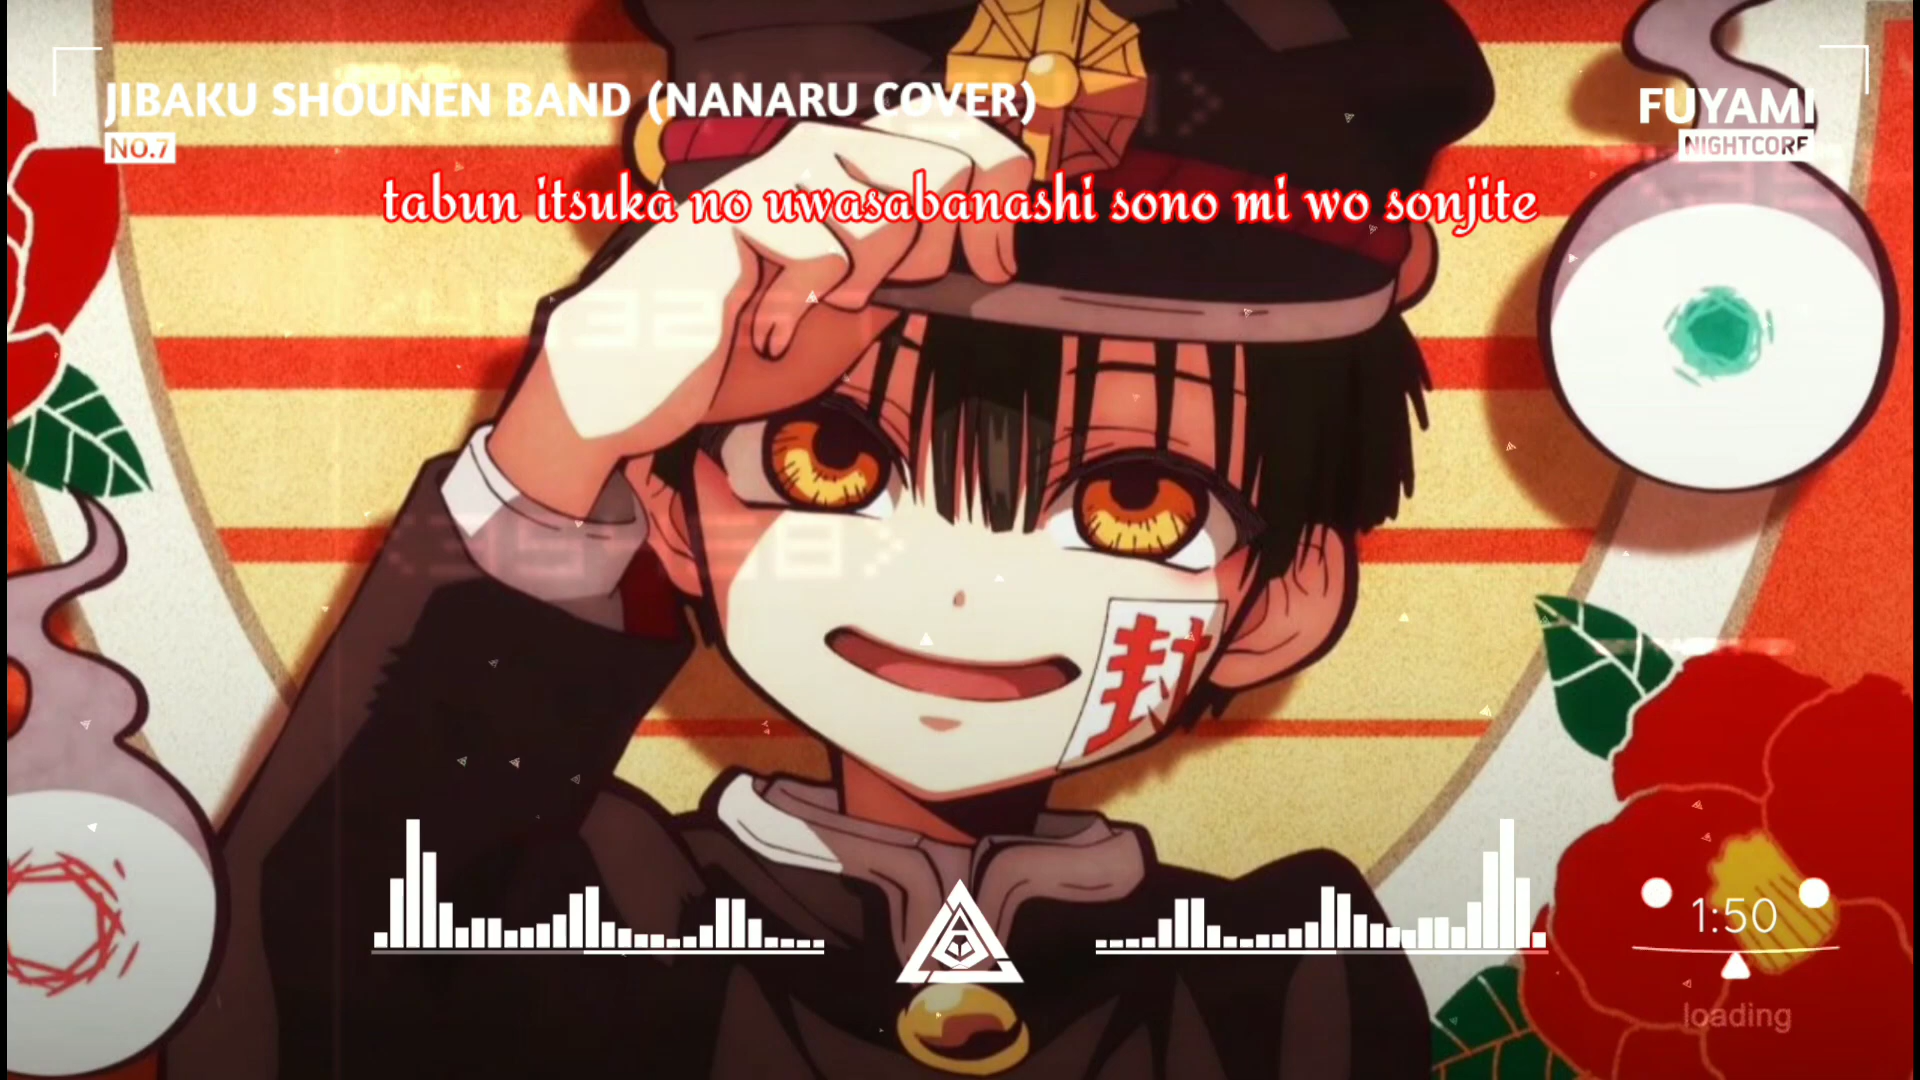 JIBAKU SHOUNEN BAND (NANARU COVER)
NO.7
FUYAMI
NIGHTCORE
tabun itsuka no uwasabanashi sono mi wo sonjite
封
1:50
loading